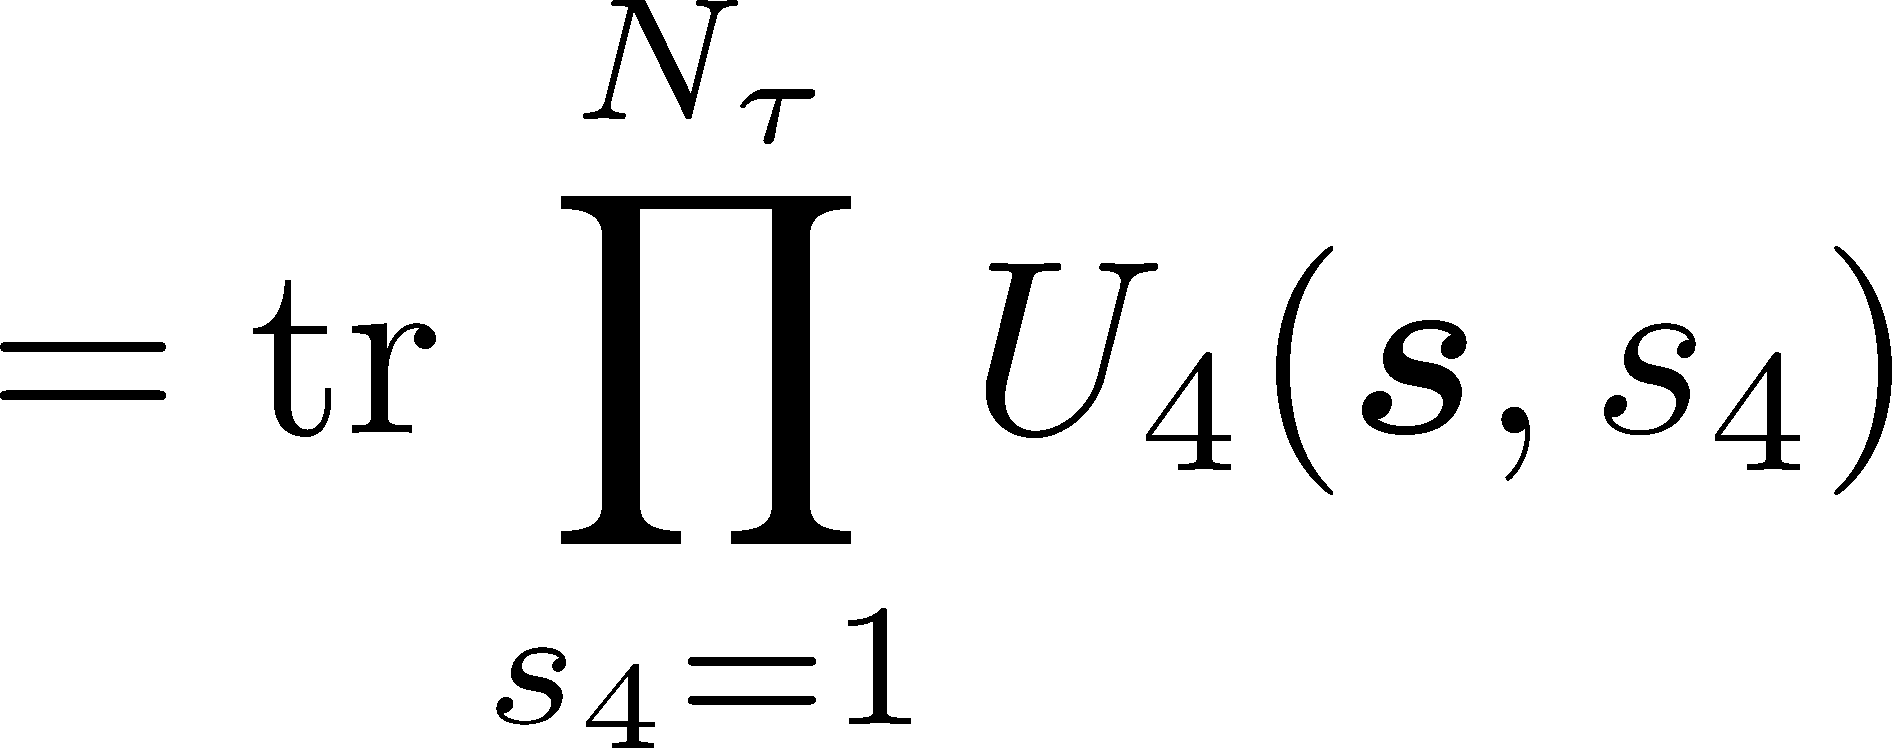 = tr ∏_{s_4=1}^{N_τ} U_4(𝒔, s_4)